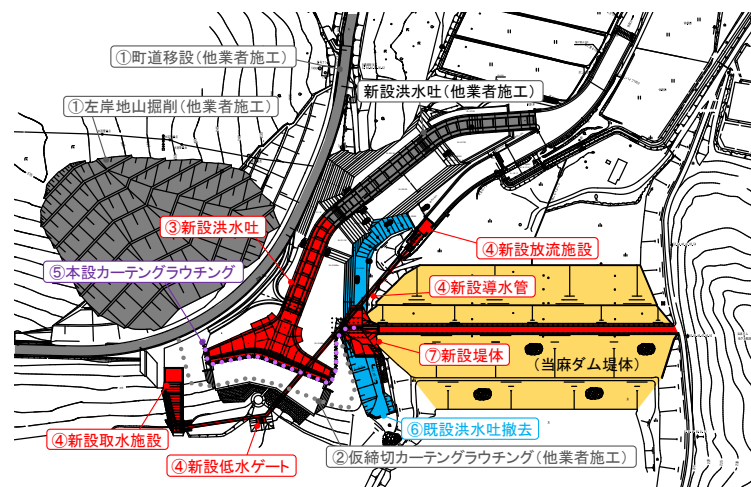 ①町道移設(他業者施工)
新設洪水吐(他業者施工)
①左岸地山掘削(他業者施工)
③新設洪水吐
④新設放流施設
⑤本設カーテングラウチング
④新設導水管
⑦新設堤体
(当麻ダム堤体)
⑥既設洪水吐撤去
④新設取水施設
②仮締切カーテングラウチング(他業者施工)
④新設低水ゲート